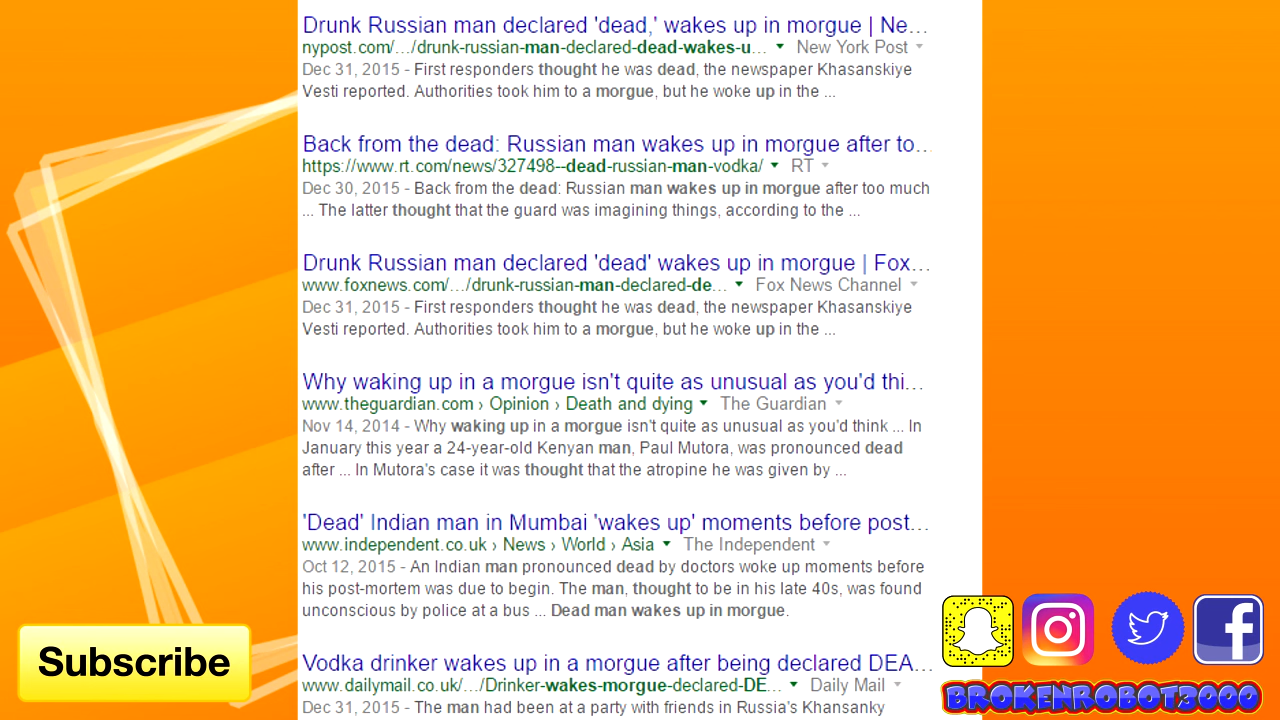 Drunk Russian man declared 'dead,' wakes up in morgue | Ne...
nypost.com/.../drunk-russian-man-declared-dead-wakes-u... New York Post
Dec 31, 2015 - First responders thought he was dead, the newspaper Khasanskiye
Vesti reported. Authorities took him to a morgue, but he woke up in the ...
Back from the dead: Russian man wakes up in morgue after to...
https://www.rt.com/news/327498--dead-russian-man-vodka/ RT
Dec 30, 2015 - Back from the dead: Russian man wakes up in morgue after too much
... The latter thought that the guard was imagining things, according to the ...
Drunk Russian man declared 'dead' wakes up in morgue | Fox...
www.foxnews.com/.../drunk-russian-man-declared-de... Fox News Channel
Dec 31, 2015 - First responders thought he was dead, the newspaper Khasanskiye
Vesti reported. Authorities took him to a morgue, but he woke up in the ...
Why waking up in a morgue isn't quite as unusual as you'd thi...
www.theguardian.com › Opinion › Death and dying The Guardian
Nov 14, 2014 - Why waking up in a morgue isn't quite as unusual as you'd think ... In
January this year a 24-year-old Kenyan man, Paul Mutora, was pronounced dead
after ... In Mutora's case it was thought that the atropine he was given by ...
'Dead' Indian man in Mumbai 'wakes up' moments before post...
www.independent.co.uk › News › World › Asia The Independent
Oct 12, 2015 - An Indian man pronounced dead by doctors woke up moments before
his post-mortem was due to begin. The man, thought to be in his late 40s, was found
unconscious by police at a bus ... Dead man wakes up in morgue.
Vodka drinker wakes up in a morgue after being declared DEA...
www.dailymail.co.uk/.../Drinker-wakes-morgue-declared-DE... Daily Mail
Dec 31, 2015 - The man had been at a party with friends in Russia's Khansanky
Subscribe
BROKENROBOT3000